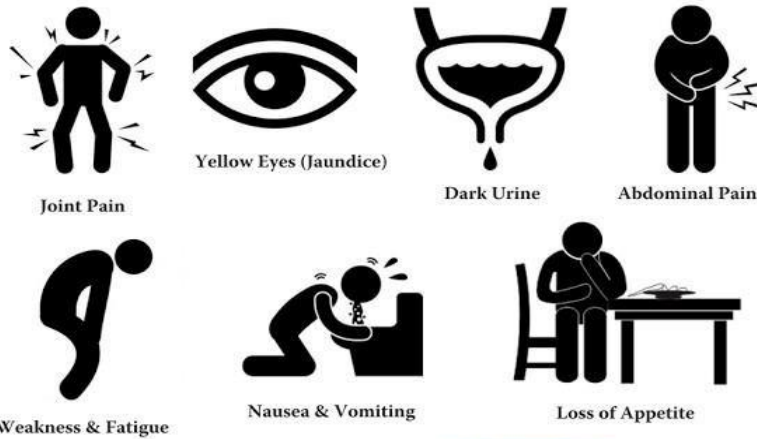 Joint Pain
Yellow Eyes (Jaundice)
Dark Urine
Abdominal Pain
Weakness & Fatigue
Nausea & Vomiting
Loss of Appetite